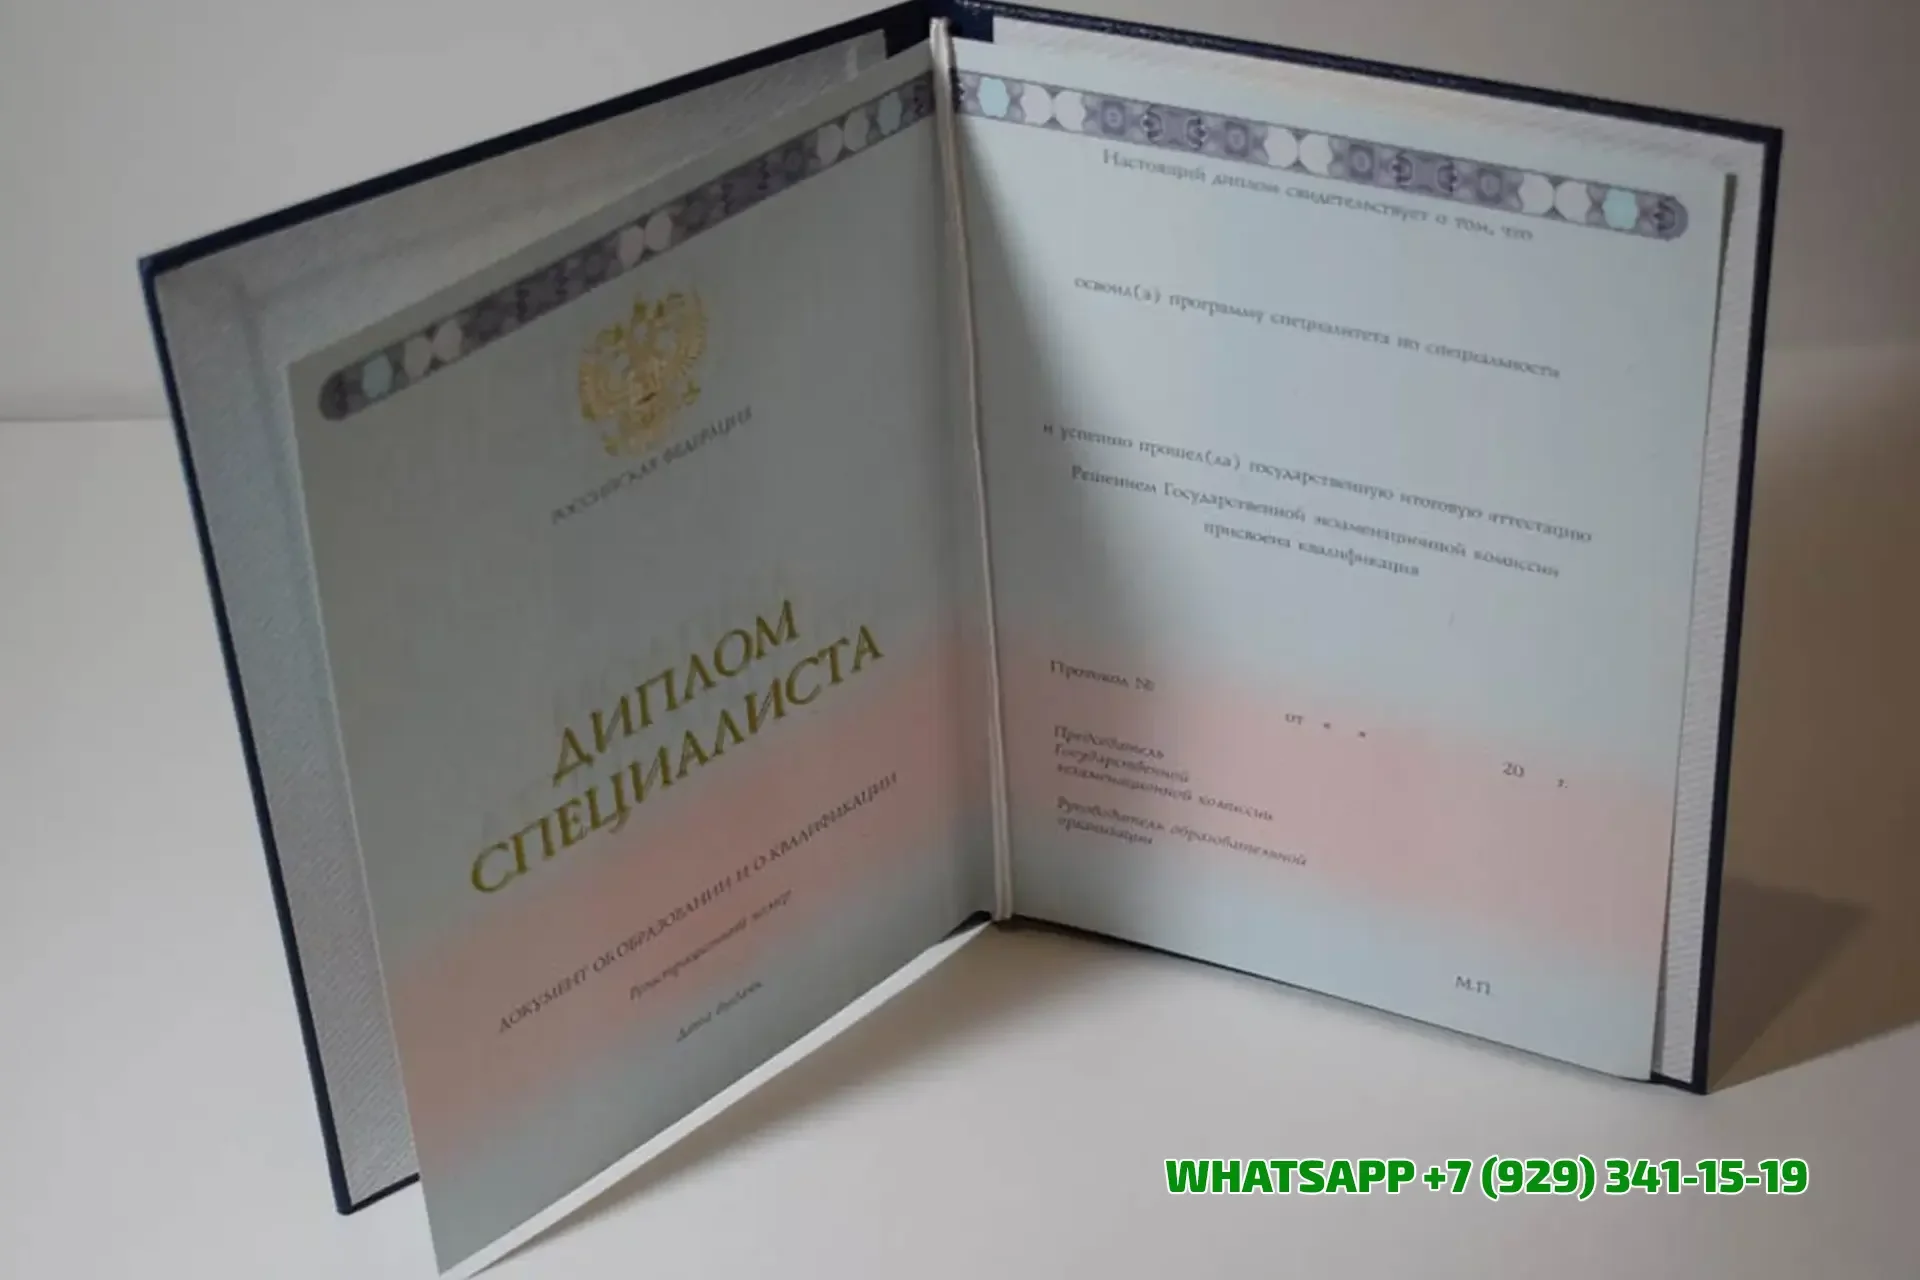 РОССИЙСКАЯ ФЕДЕРАЦИЯ
ДИПЛОМ
СПЕЦИАЛИСТА
ДОКУМЕНТ ОБ ОБРАЗОВАНИИ И О КВАЛИФИКАЦИИ
Регистрационный номер
Дата выдачи
Настоящий диплом свидетельствует о том, что
освоил(а) программу специалитета по специальности
и успешно прошел(ла) государственную итоговую аттестацию
Решением Государственной экзаменационной комиссии
присвоена квалификация
Протокол №
от « »
20 г.
Председатель
Государственной
экзаменационной комиссии
Руководитель образовательной
организации
М.П.
WHATSAPP +7 (929) 341-15-19